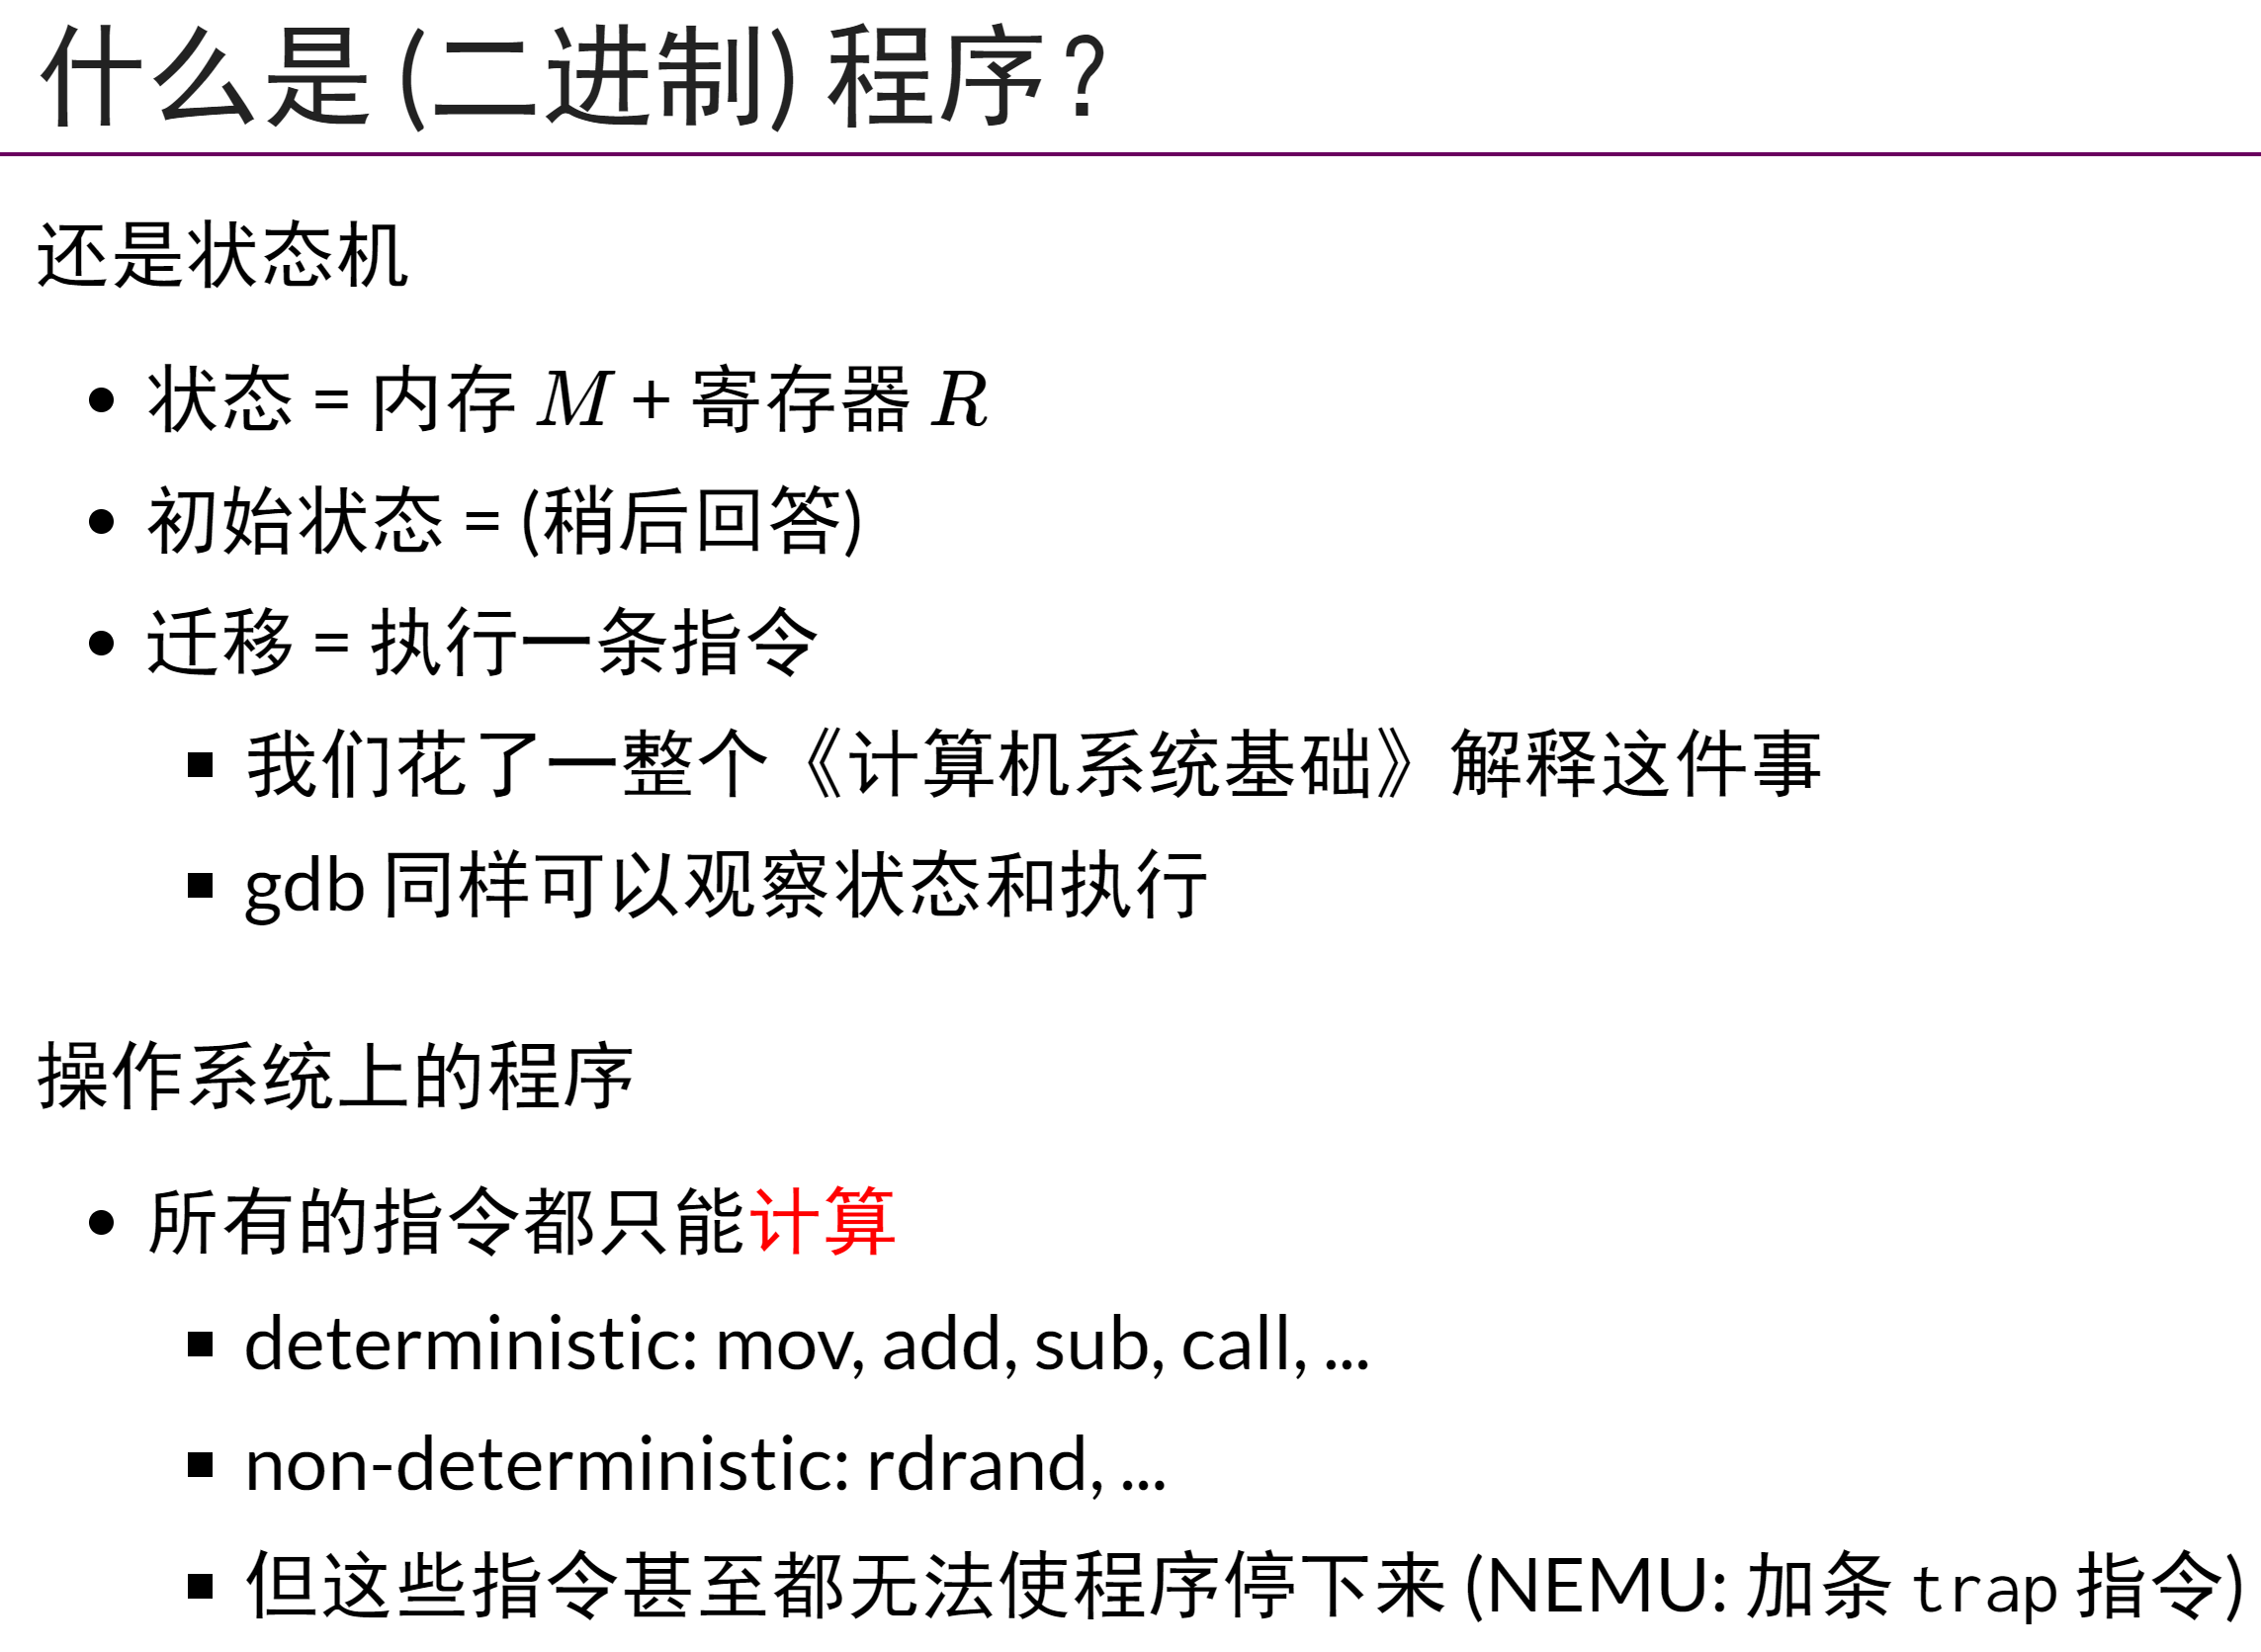 什么是 (二进制) 程序?
还是状态机
状态 = 内存 M + 寄存器 R
初始状态 = (稍后回答)
迁移 = 执行一条指令
我们花了一整个《计算机系统基础》解释这件事
gdb 同样可以观察状态和执行
操作系统上的程序
所有的指令都只能计算
deterministic: mov, add, sub, call, ...
non-deterministic: rdrand, ...
但这些指令甚至都无法使程序停下来 (NEMU: 加条 trap 指令)